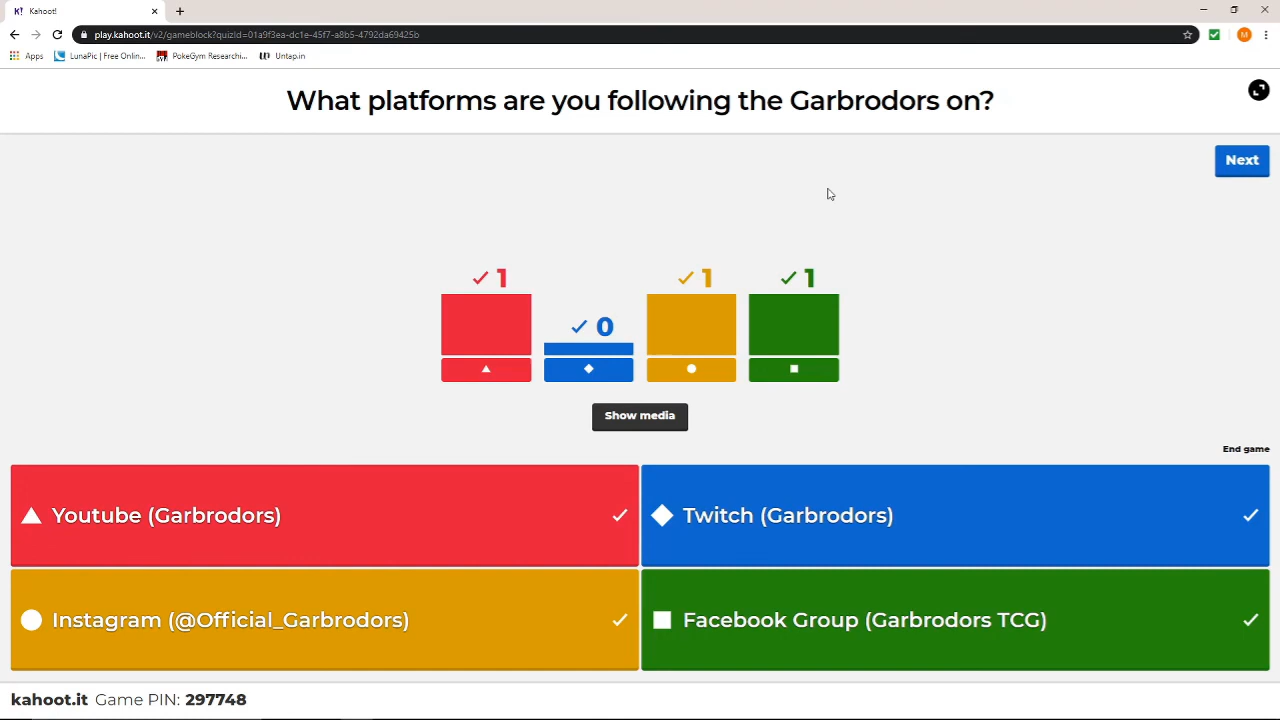 K! Kahoot!
play.kahoot.it/v2/gameblock?quizId=01a9f3ea-dc1e-45f7-a8b5-4792da69425b
M
Apps LunaPic | Free Onlin... PokeGym Researchi... Untap.in
What platforms are you following the Garbrodors on?
Next
1
0
1
1
Show media
End game
Youtube (Garbrodors)
Twitch (Garbrodors)
Instagram (@Official_Garbrodors)
Facebook Group (Garbrodors TCG)
kahoot.it Game PIN: 297748